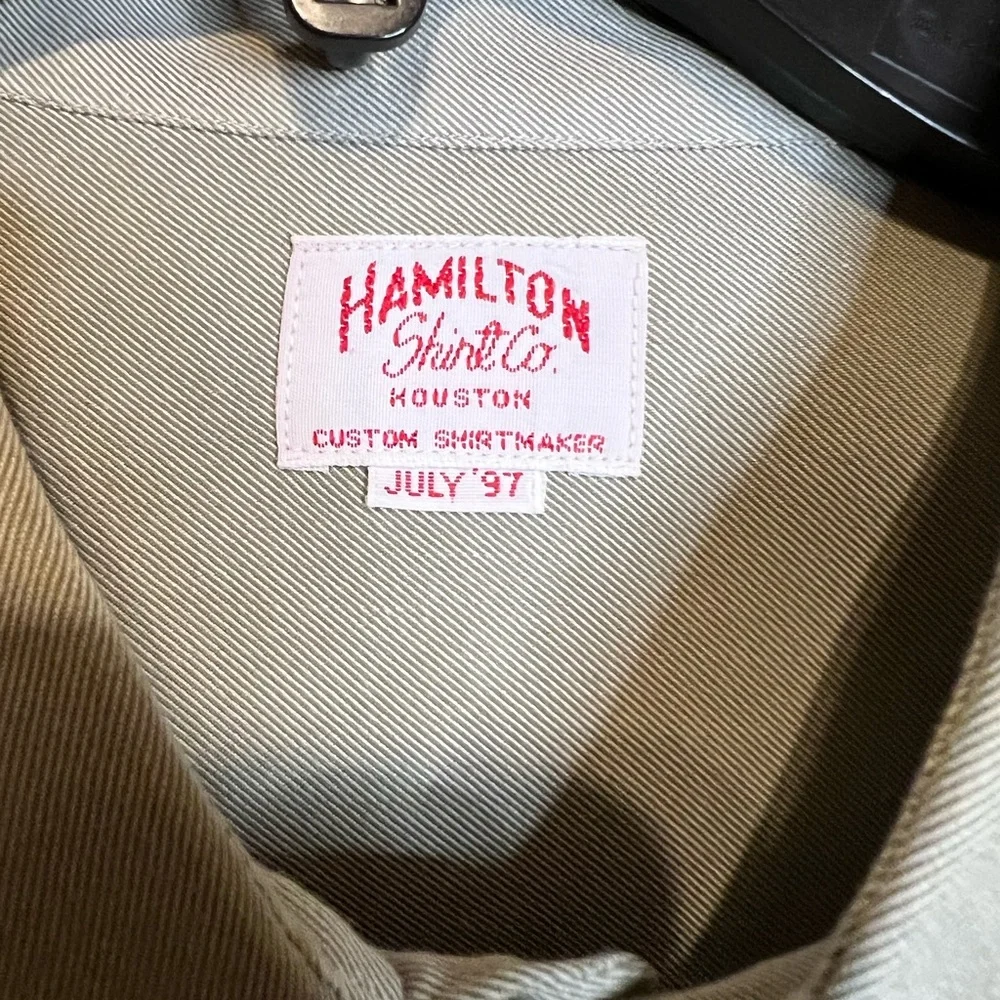 HAMILTON
Shirt Co.
HOUSTON
CUSTOM SHIRTMAKER
JULY '97